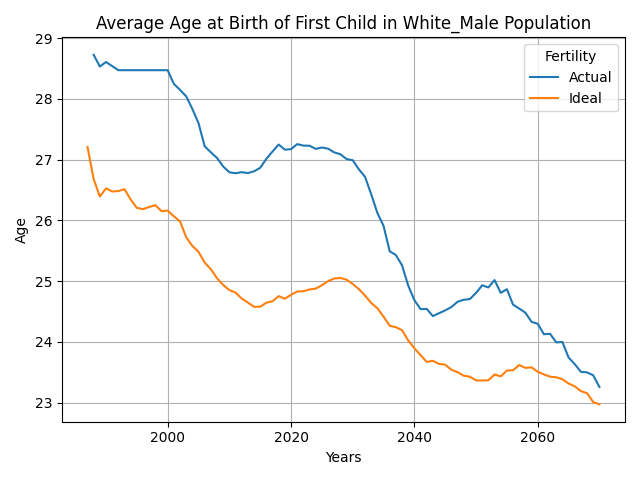 Average Age at Birth of First Child in White_Male Population
Fertility
Actual
Ideal
Age
29
28
27
26
25
24
23
2000
2020
2040
2060
Years